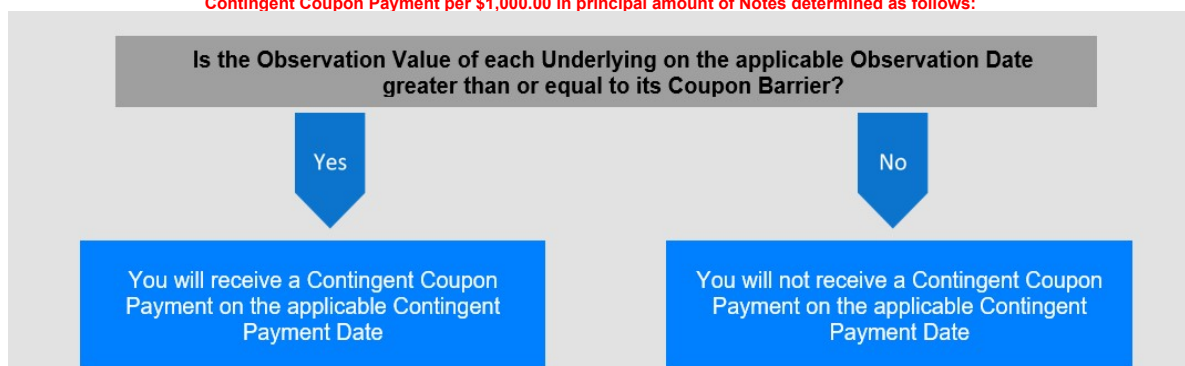 Contingent Coupon Payment per $1,000.00 in principal amount of Notes determined as follows:
Is the Observation Value of each Underlying on the applicable Observation Date
greater than or equal to its Coupon Barrier?
Yes
No
You will receive a Contingent Coupon
Payment on the applicable Contingent
Payment Date
You will not receive a Contingent Coupon
Payment on the applicable Contingent
Payment Date